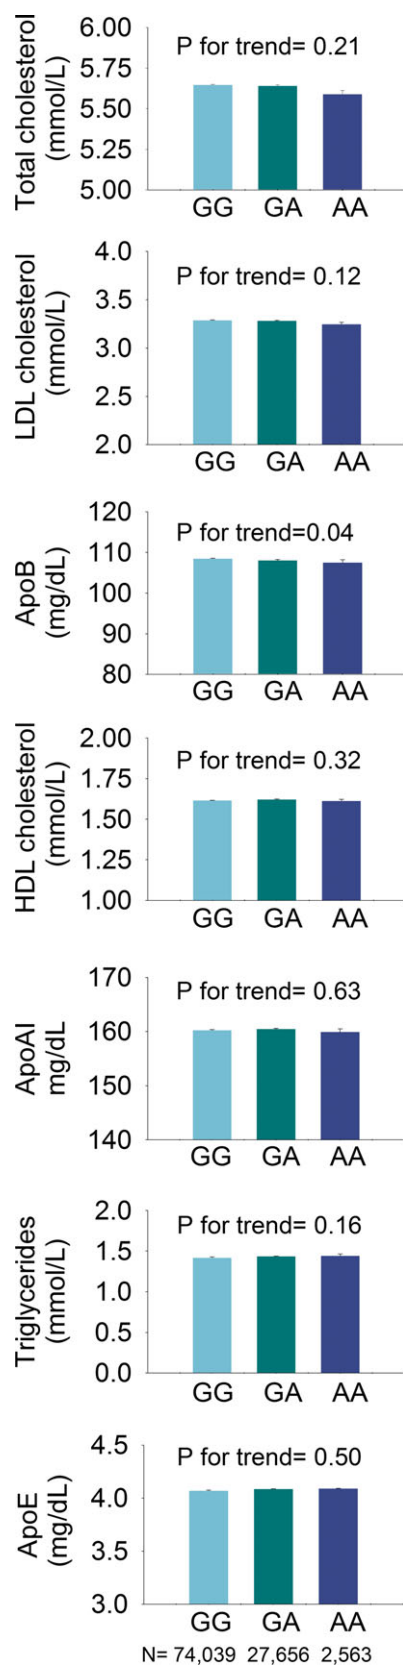 Total cholesterol
(mmol/L)
6.00
5.75
5.50
5.25
5.00
P for trend= 0.21
GG GA AA
LDL cholesterol
(mmol/L)
4.0
3.5
3.0
2.5
2.0
P for trend= 0.12
GG GA AA
ApoB
(mg/dL)
120
110
100
90
80
P for trend=0.04
GG GA AA
HDL cholesterol
(mmol/L)
2.00
1.75
1.50
1.25
1.00
P for trend= 0.32
GG GA AA
ApoAI
mg/dL
170
160
150
140
P for trend= 0.63
GG GA AA
Triglycerides
(mmol/L)
2.0
1.5
1.0
0.5
0.0
P for trend= 0.16
GG GA AA
ApoE
(mg/dL)
4.5
4.0
3.5
3.0
P for trend= 0.50
GG GA AA
N= 74,039 27,656 2,563